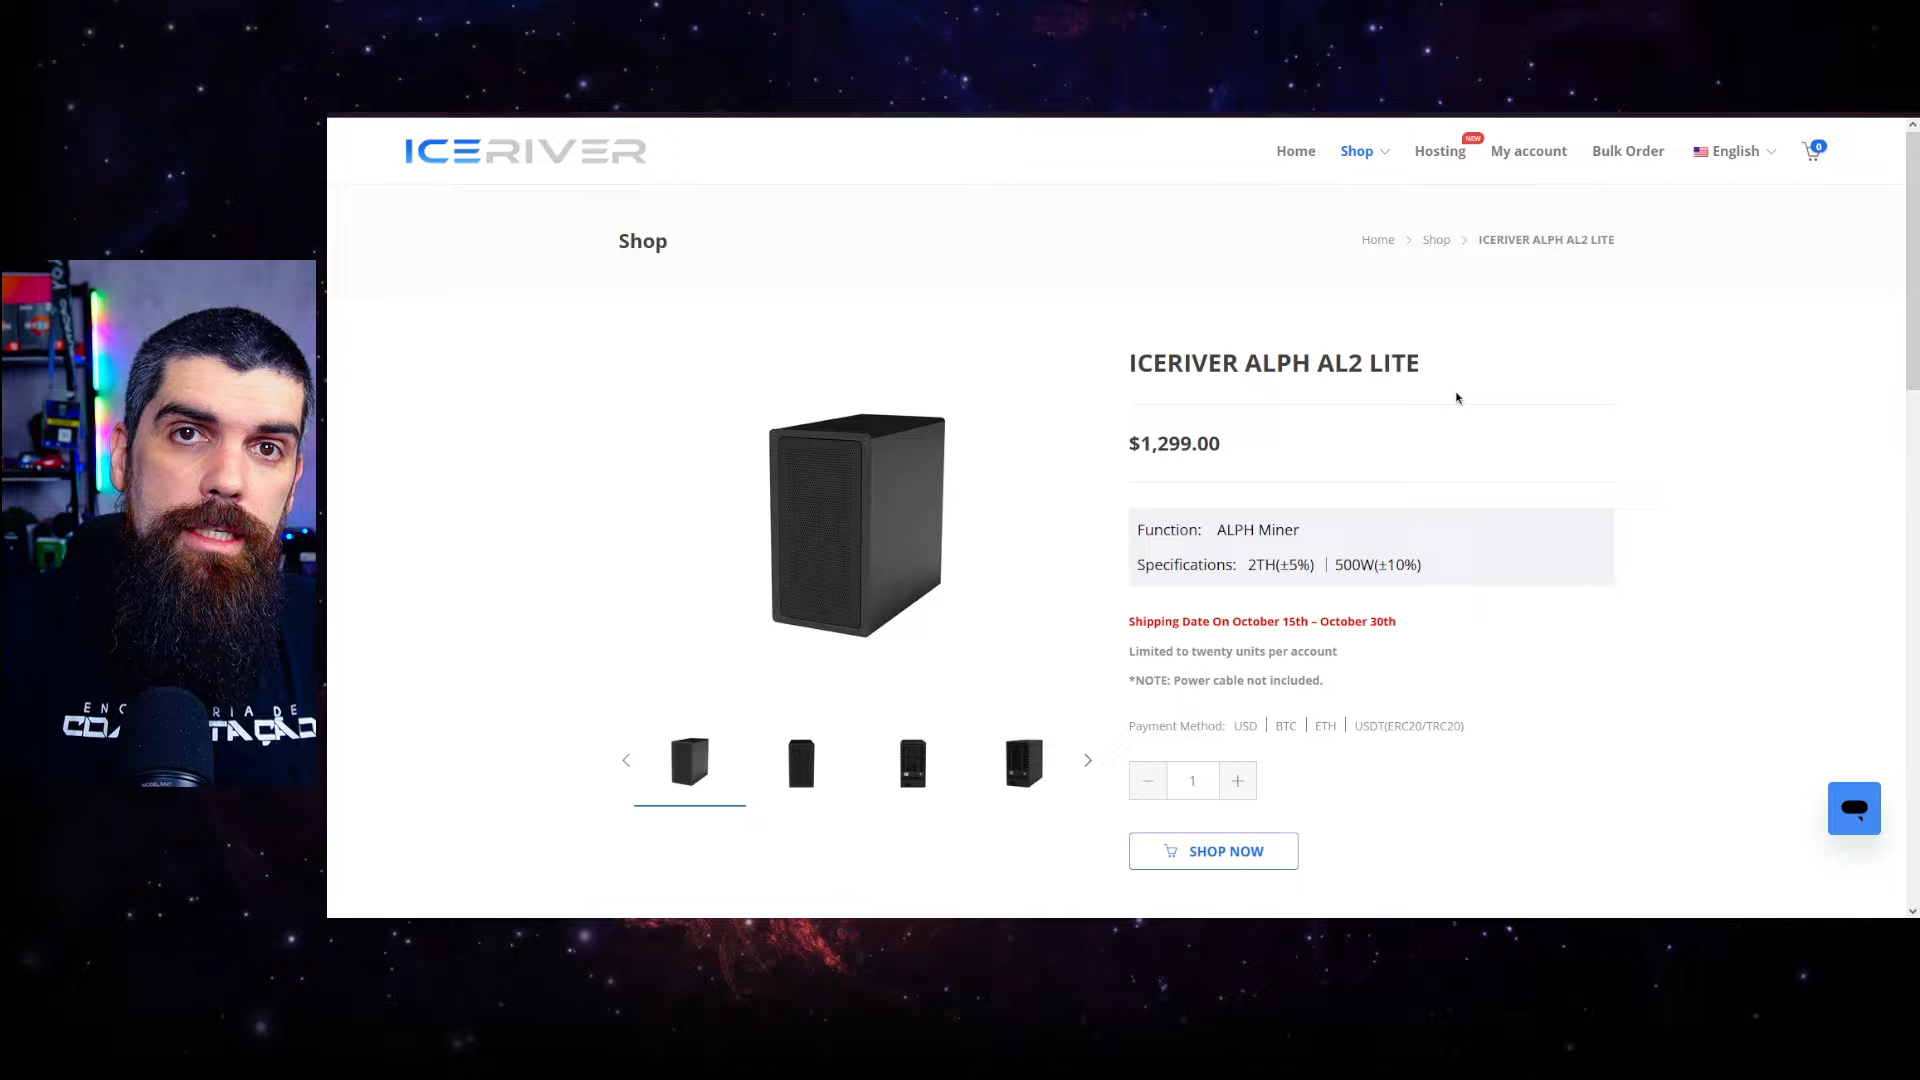 ICERIVER
Home
Shop
Hosting
NEW
My account
Bulk Order
English
0
Shop
Home
Shop
ICERIVER ALPH AL2 LITE
ICERIVER ALPH AL2 LITE
$1,299.00
Function: ALPH Miner
Specifications: 2TH(±5%) | 500W(±10%)
Shipping Date On October 15th – October 30th
Limited to twenty units per account
*NOTE: Power cable not included.
Payment Method: USD | BTC | ETH | USDT(ERC20/TRC20)
− 1 +
SHOP NOW